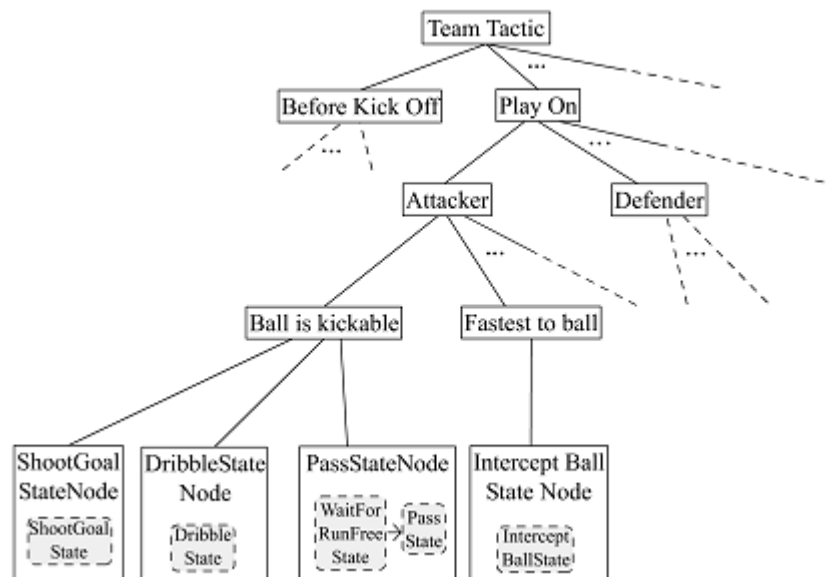 Team Tactic
...
Before Kick Off
Play On
...
...
Attacker
Defender
...
...
Ball is kickable
Fastest to ball
ShootGoal
StateNode
ShootGoal
State
DribbleState
Node
Dribble
State
PassStateNode
WaitFor
RunFree
State
Pass
State
Intercept Ball
State Node
Intercept
BallState